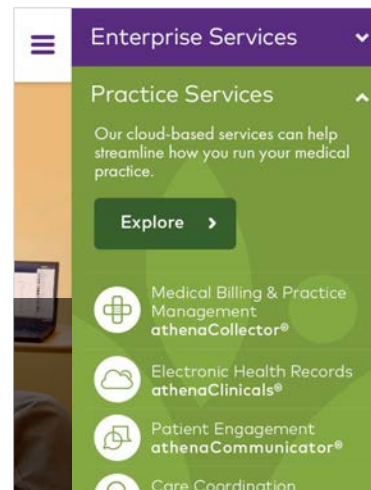 Enterprise Services
Practice Services
Our cloud-based services can help
streamline how you run your medical
practice.
Explore
Medical Billing & Practice
Management
athenaCollector®
Electronic Health Records
athenaClinicals®
Patient Engagement
athenaCommunicator®
Care Coordination